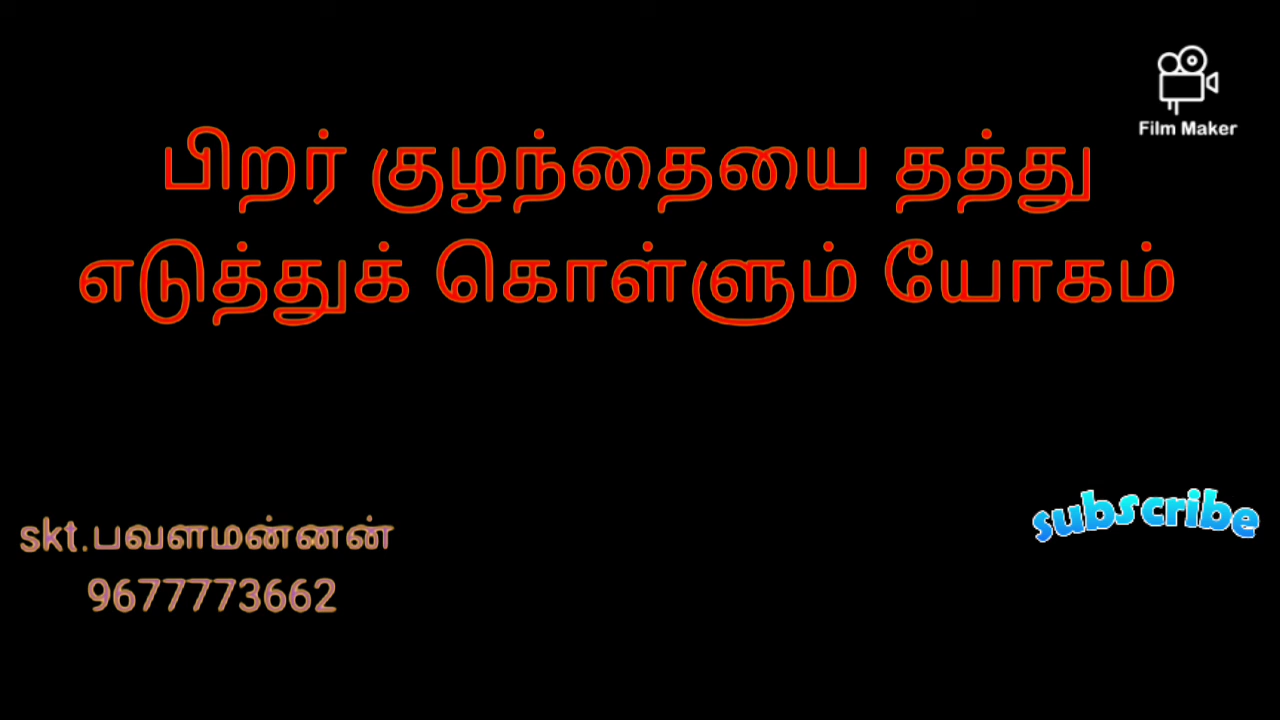 Film Maker
பிறர் குழந்தையை தத்து
எடுத்துக் கொள்ளும் யோகம்
subscribe
skt.பவளமன்னன்
9677773662